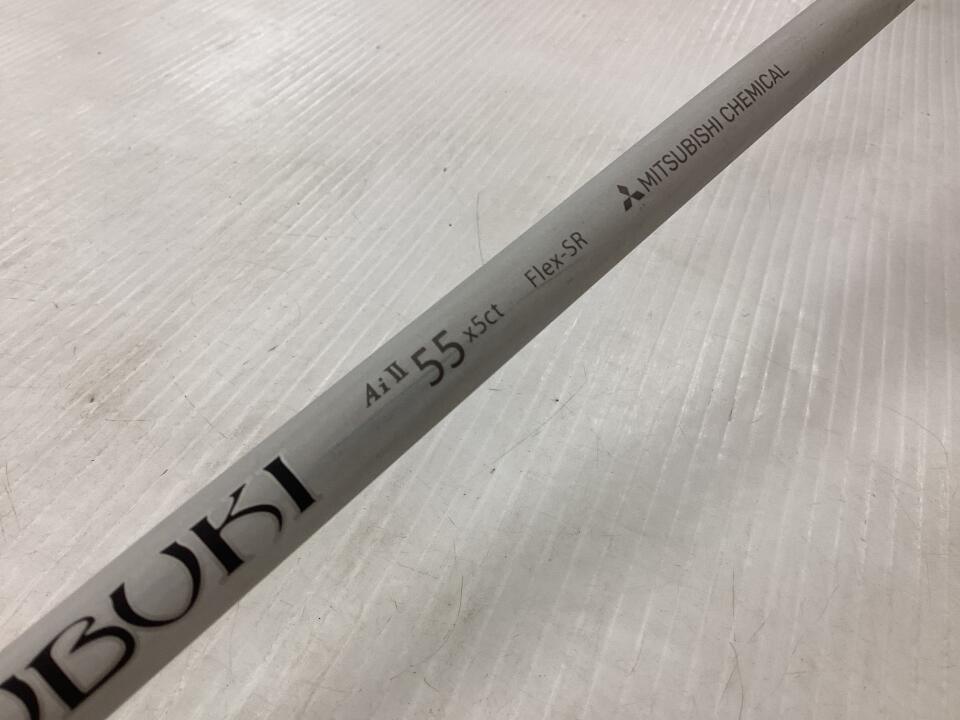 UBUKI
Ai II 55 x5ct Flex-SR MITSUBISHI CHEMICAL